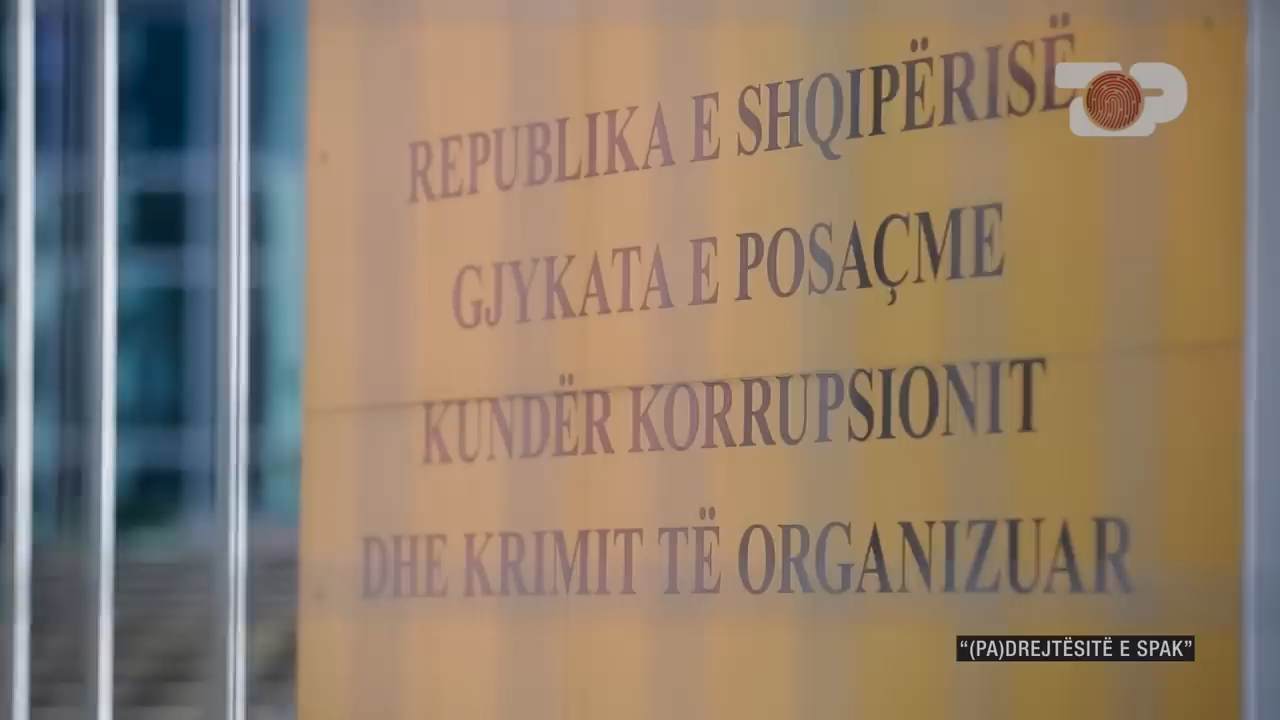 REPUBLIKA E SHQIPËRISË
GJYKATA E POSAÇME
KUNDËR KORRUPSIONIT
DHE KRIMIT TË ORGANIZUAR
“(PA)DREJTËSITË E SPAK”